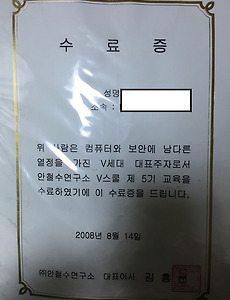 수 료 증
성명
소속 :
위 사람은 컴퓨터와 보안에 남다른
열정을 가진 V세대 대표주자로서
안철수연구소 V스쿨 제 5기 교육을
수료하였기에 이 수료증을 드립니다.
2008년 8월 14일
㈜안철수연구소 대표이사 김 홍 선